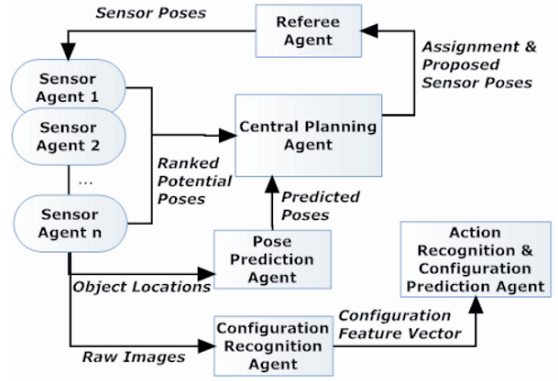 Sensor Poses
Referee
Agent
Assignment &
Proposed
Sensor Poses
Sensor
Agent 1
Sensor
Agent 2
...
Sensor
Agent n
Central Planning
Agent
Ranked
Potential
Poses
Predicted
Poses
Pose
Prediction
Agent
Object Locations
Action
Recognition &
Configuration
Prediction Agent
Configuration
Feature Vector
Configuration
Recognition
Agent
Raw Images